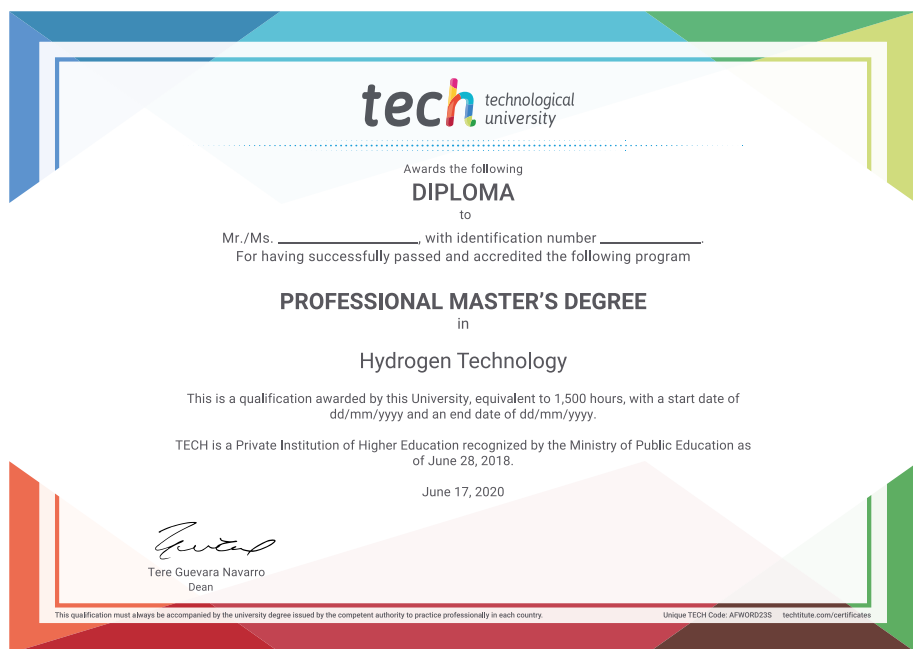 tech technological
university
Awards the following
DIPLOMA
to
Mr./Ms. ____________________, with identification number ______________.
For having successfully passed and accredited the following program
PROFESSIONAL MASTER’S DEGREE
in
Hydrogen Technology
This is a qualification awarded by this University, equivalent to 1,500 hours, with a start date of
dd/mm/yyyy and an end date of dd/mm/yyyy.
TECH is a Private Institution of Higher Education recognized by the Ministry of Public Education as
of June 28, 2018.
June 17, 2020
Tere Guevara Navarro
Dean
This qualification must always be accompanied by the university degree issued by the competent authority to practice professionally in each country. Unique TECH Code: AFWORD23S techtitute.com/certificates